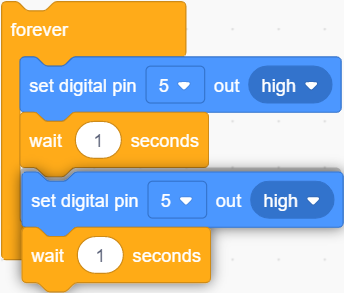 forever
set digital pin 5 out high
wait 1 seconds
set digital pin 5 out high
wait 1 seconds